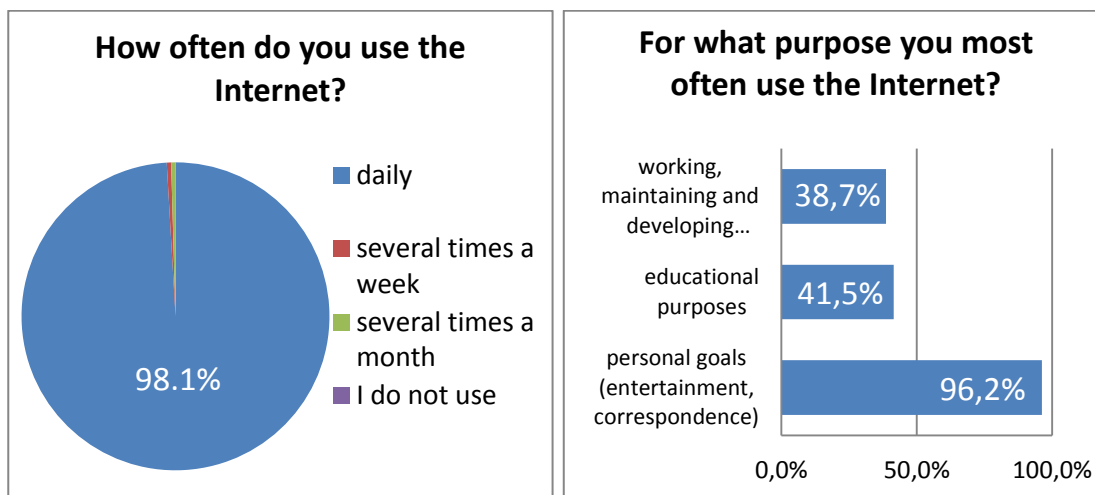 How often do you use the
Internet?
daily
several times a
week
several times a
month
I do not use
98.1%
For what purpose you most
often use the Internet?
working,
maintaining and
developing...
38,7%
educational
purposes
41,5%
personal goals
(entertainment,
correspondence)
96,2%
0,0% 50,0% 100,0%